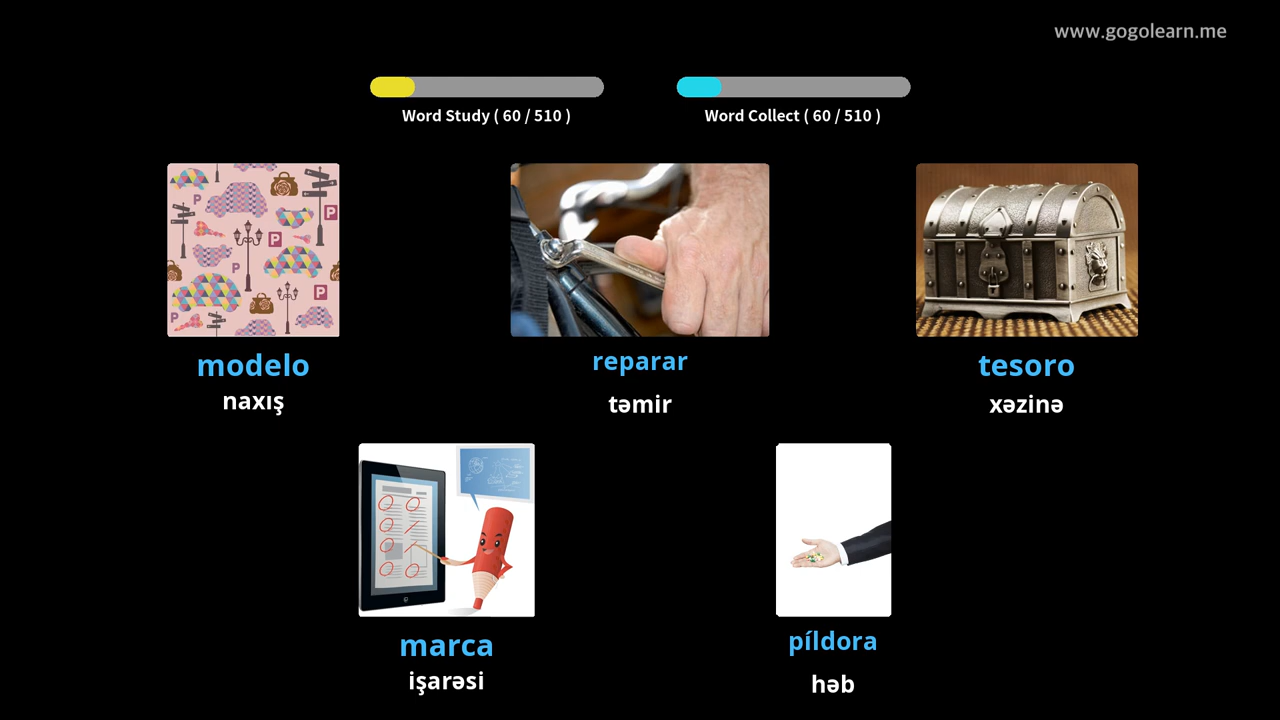 www.gogolearn.me
Word Study ( 60 / 510 )
Word Collect ( 60 / 510 )
P
P
P
P
P
P
modelo
naxış
reparar
təmir
tesoro
xəzinə
marca
işarəsi
píldora
həb